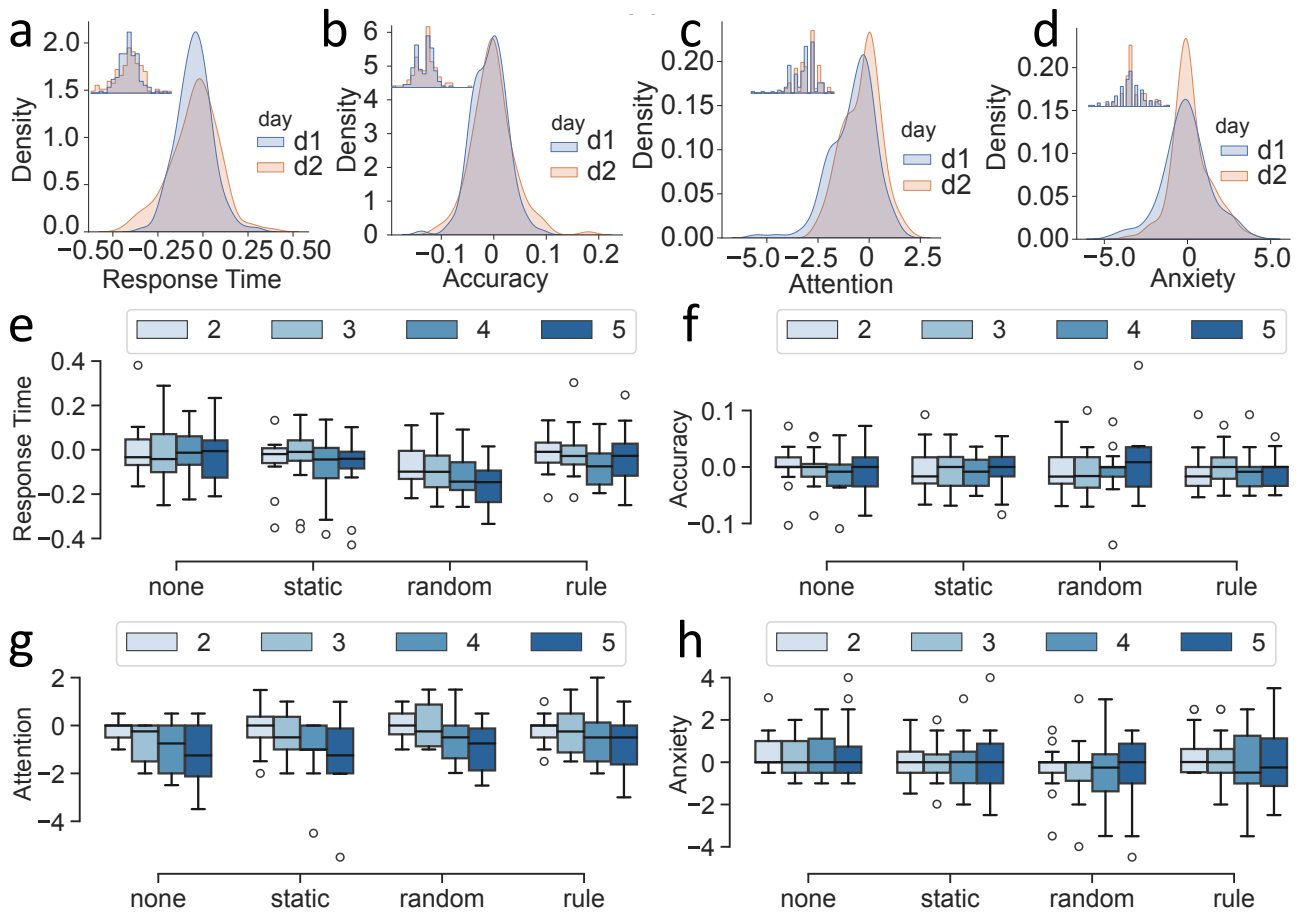 a
2.0
1.5
1.0
0.5
0.0
Density
day
d1
d2
−0.50
−0.25
0
0.25
0.50
Response Time
b
6
5
4
3
2
1
0
Density
day
d1
d2
−0.1
0
0.1
0.2
Accuracy
c
0.20
0.15
0.10
0.05
0.00
Density
day
d1
d2
−5.0
−2.5
0
2.5
Attention
d
0.20
0.15
0.10
0.05
0.00
Density
day
d1
d2
−5.0
0
5.0
Anxiety
e
2 3 4 5
0.4
0.2
0.0
−0.2
−0.4
Response Time
none static random rule
f
2 3 4 5
0.1
0.0
−0.1
Accuracy
none static random rule
g
2 3 4 5
2
0
−2
−4
Attention
none static random rule
h
2 3 4 5
4
2
0
−2
−4
Anxiety
none static random rule